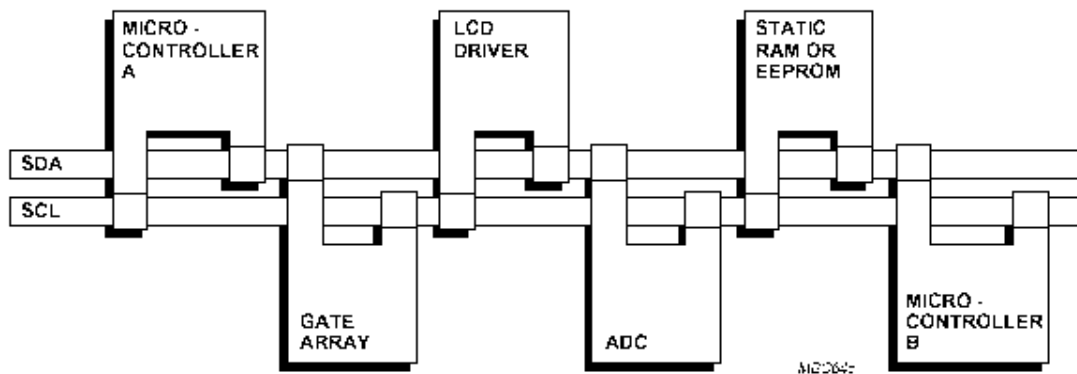 MICRO -
CONTROLLER
A
LCD
DRIVER
STATIC
RAM OR
EEPROM
SDA
SCL
GATE
ARRAY
ADC
MICRO -
CONTROLLER
B